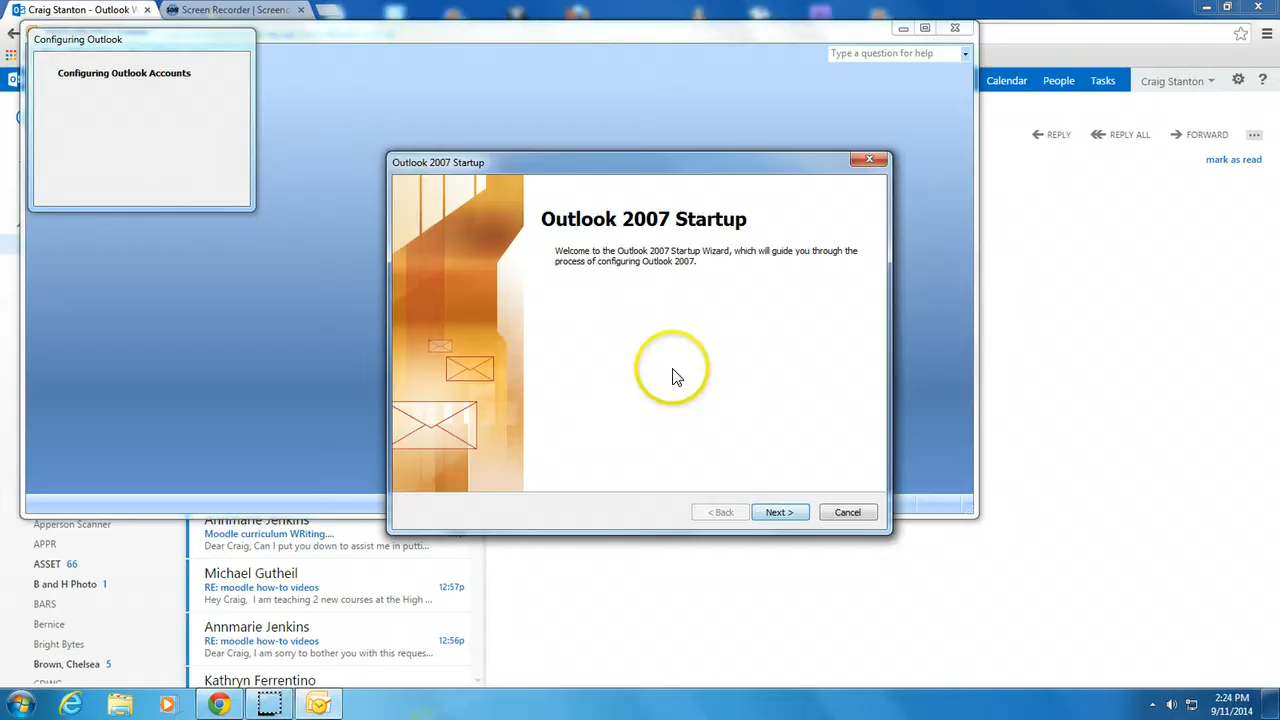 Craig Stanton - Outlook W
Screen Recorder | Screenc
Configuring Outlook
Configuring Outlook Accounts
Type a question for help
Calendar People Tasks
Craig Stanton
REPLY REPLY ALL FORWARD
mark as read
Outlook 2007 Startup
Outlook 2007 Startup
Welcome to the Outlook 2007 Startup Wizard, which will guide you through the
process of configuring Outlook 2007.
< Back Next > Cancel
Apperson Scanner
APPR
ASSET 66
B and H Photo 1
BARS
Bernice
Bright Bytes
Brown, Chelsea 5
Annmarie Jenkins
Moodle curriculum WRiting....
Dear Craig, Can I put you down to assist me in putti...
Michael Gutheil
RE: moodle how-to videos 12:57p
Hey Craig, I am teaching 2 new courses at the High ...
Annmarie Jenkins
RE: moodle how-to videos 12:56p
Dear Craig, I am sorry to bother you with this reques...
Kathryn Ferrentino
2:24 PM
9/11/2014